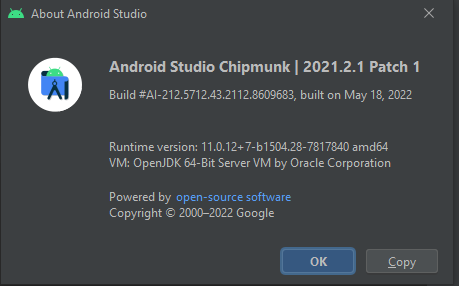 About Android Studio
Android Studio Chipmunk | 2021.2.1 Patch 1
Build #AI-212.5712.43.2112.8609683, built on May 18, 2022
Runtime version: 11.0.12+7-b1504.28-7817840 amd64
VM: OpenJDK 64-Bit Server VM by Oracle Corporation
Powered by open-source software
Copyright © 2000–2022 Google
OK Copy